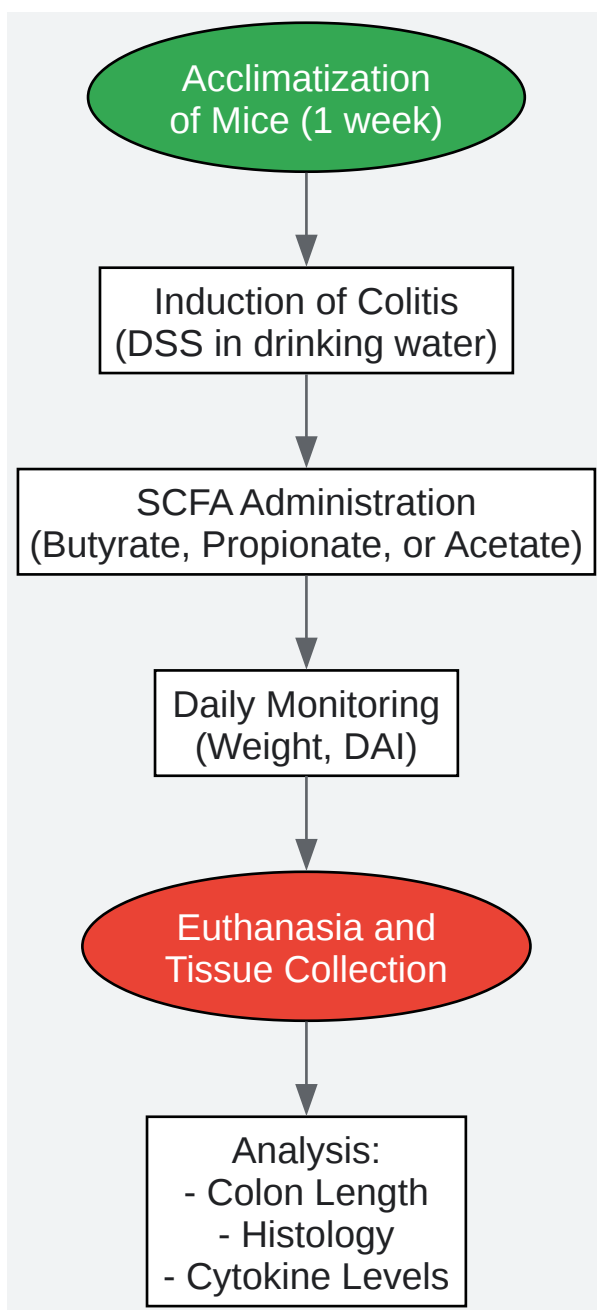 Acclimatization
of Mice (1 week)
Induction of Colitis
(DSS in drinking water)
SCFA Administration
(Butyrate, Propionate, or Acetate)
Daily Monitoring
(Weight, DAI)
Euthanasia and
Tissue Collection
Analysis:
- Colon Length
- Histology
- Cytokine Levels